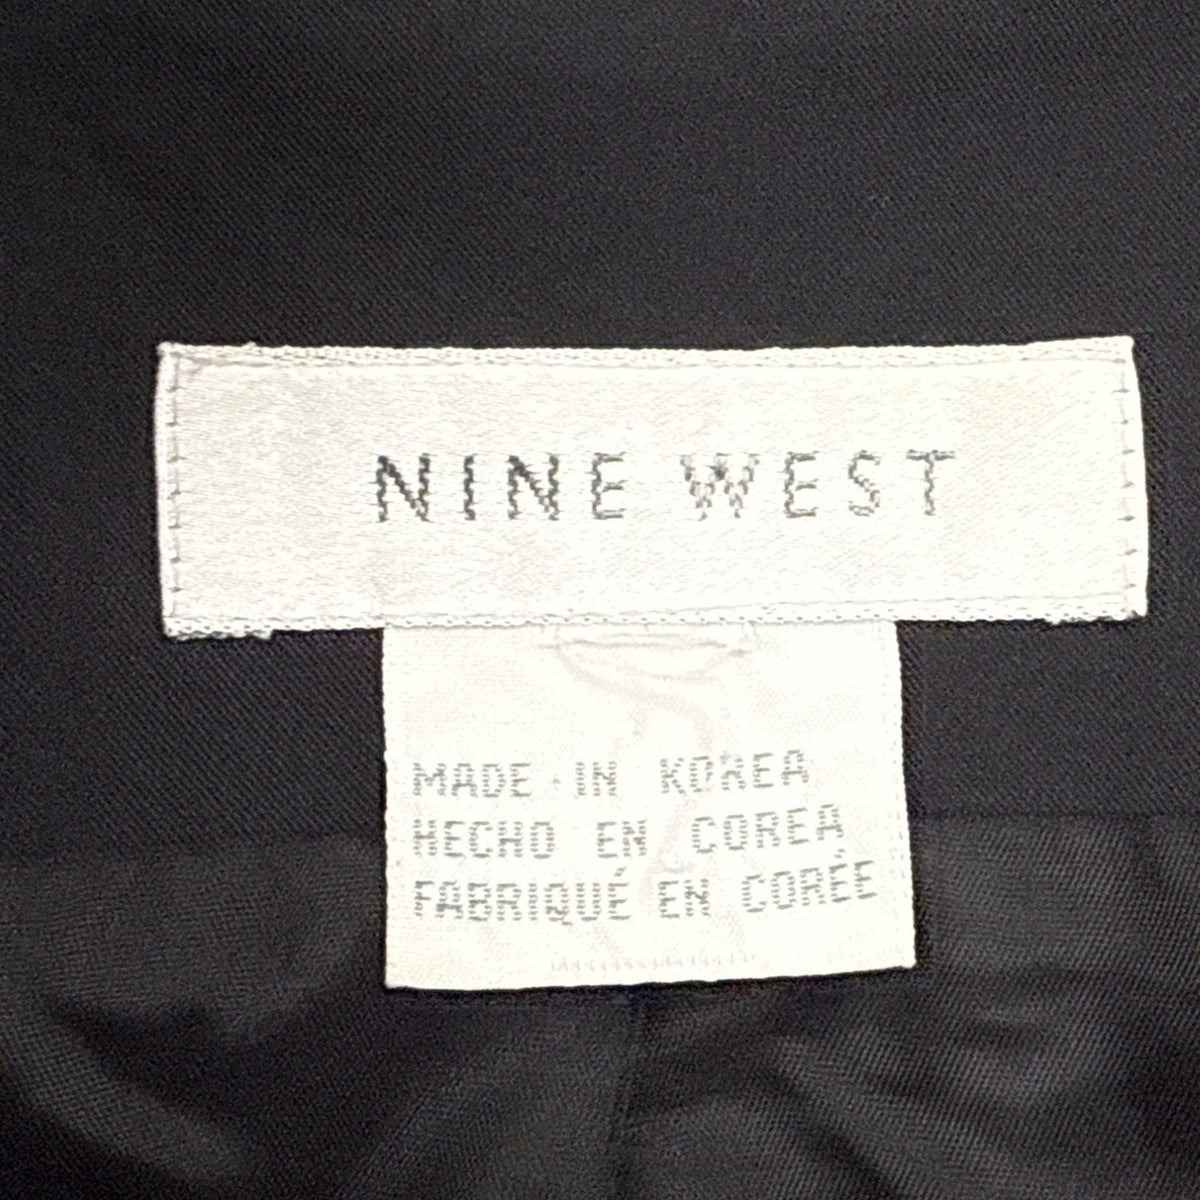 NINE WEST
MADE IN KOREA
HECHO EN COREA
FABRIQUÉ EN CORÉE